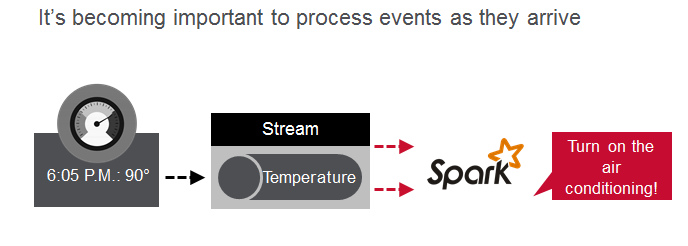 It's becoming important to process events as they arrive
Stream
6:05 P.M.: 90°
Temperature
Spark
Turn on the
air
conditioning!